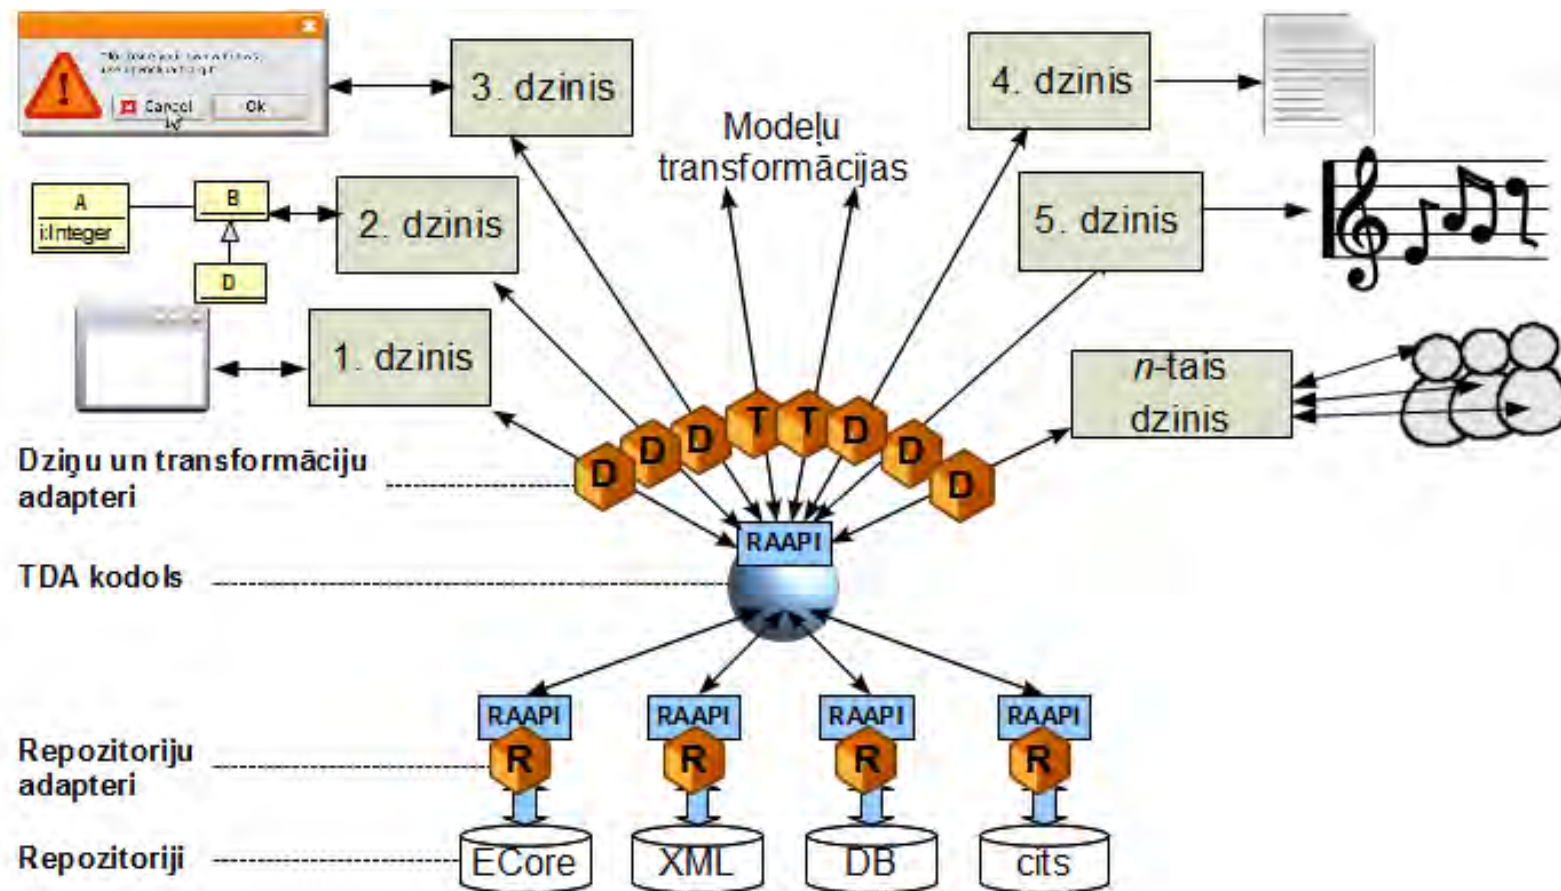 Cancel
Ok
3. dzinis
4. dzinis
Modeļu
transformācijas
A
i:Integer
B
D
2. dzinis
5. dzinis
1. dzinis
n-tais
dzinis
D
D
D
T
T
D
D
D
Dziņu un transformāciju
adapteri
RAAPI
TDA kodols
RAAPI
RAAPI
RAAPI
RAAPI
Repozitoriju
adapteri
R
R
R
R
Repozitoriji
ECore
XML
DB
cits